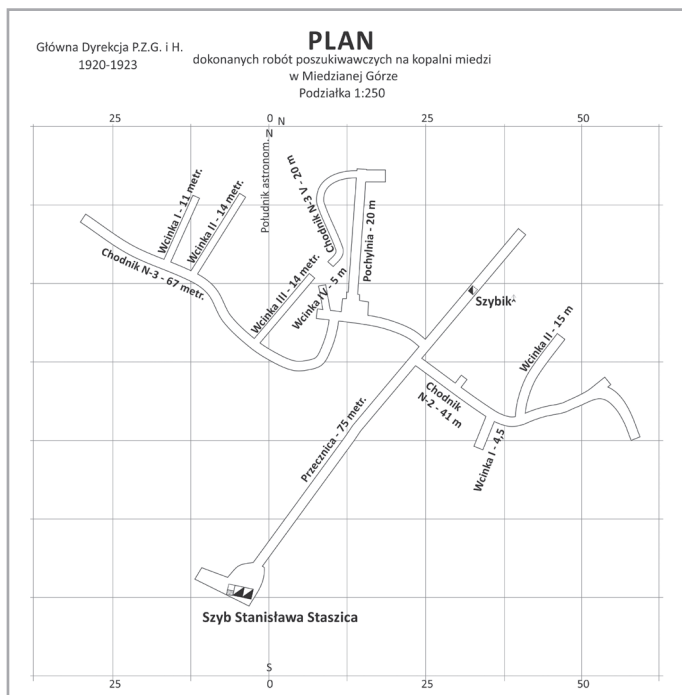 Główna Dyrekcja P.Z.G. i H.
1920-1923
PLAN
dokonanych robót poszukiwawczych na kopalni miedzi
w Miedzianej Górze
Podziałka 1:250
25
0
N
25
50
N
Południk astronom.
Wcinka I - 11 metr.
Wcinka II - 14 metr.
Chodnik N-3 V - 20 m
Pochylnia - 20 m
Chodnik N-3 - 67 metr.
Wcinka III - 14 metr.
Wcinka IV - 5 m
Szybik
Wcinka II - 15 m
Chodnik
N-2 - 41 m
Wcinka I - 4,5
Przecznica - 75 metr.
Szyb Stanisława Staszica
S
25
0
25
50